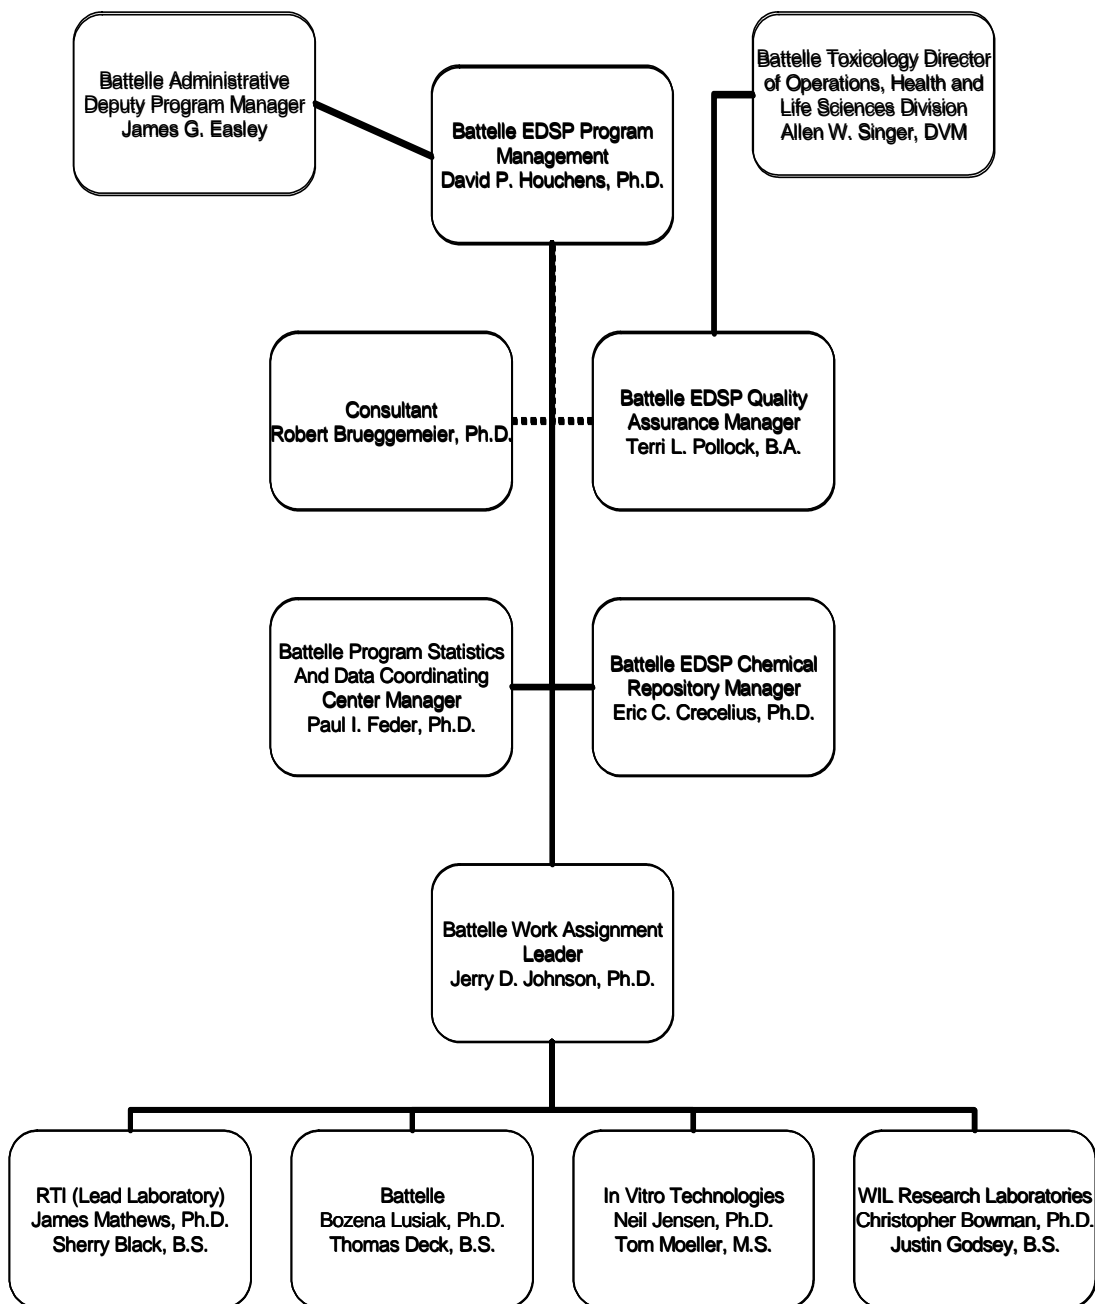 Battelle Administrative
Deputy Program Manager
James G. Easley
Battelle Toxicology Director
of Operations, Health and
Life Sciences Division
Allen W. Singer, DVM
Battelle EDSP Program
Management
David P. Houchens, Ph.D.
Consultant
Robert Brueggemeier, Ph.D.
Battelle EDSP Quality
Assurance Manager
Terri L. Pollock, B.A.
Battelle Program Statistics
And Data Coordinating
Center Manager
Paul I. Feder, Ph.D.
Battelle EDSP Chemical
Repository Manager
Eric C. Crecelius, Ph.D.
Battelle Work Assignment
Leader
Jerry D. Johnson, Ph.D.
RTI (Lead Laboratory)
James Mathews, Ph.D.
Sherry Black, B.S.
Battelle
Bozena Lusiak, Ph.D.
Thomas Deck, B.S.
In Vitro Technologies
Neil Jensen, Ph.D.
Tom Moeller, M.S.
WIL Research Laboratories
Christopher Bowman, Ph.D.
Justin Godsey, B.S.